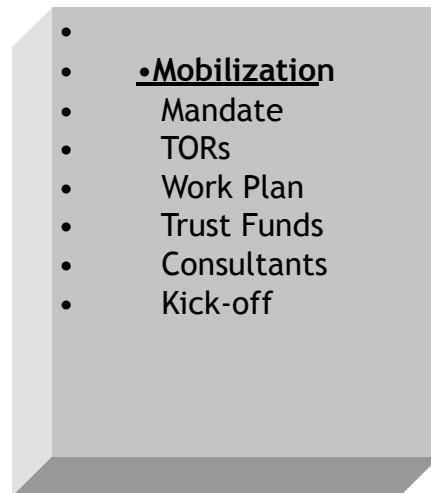 •
• •Mobilization
• Mandate
• TORs
• Work Plan
• Trust Funds
• Consultants
• Kick-off